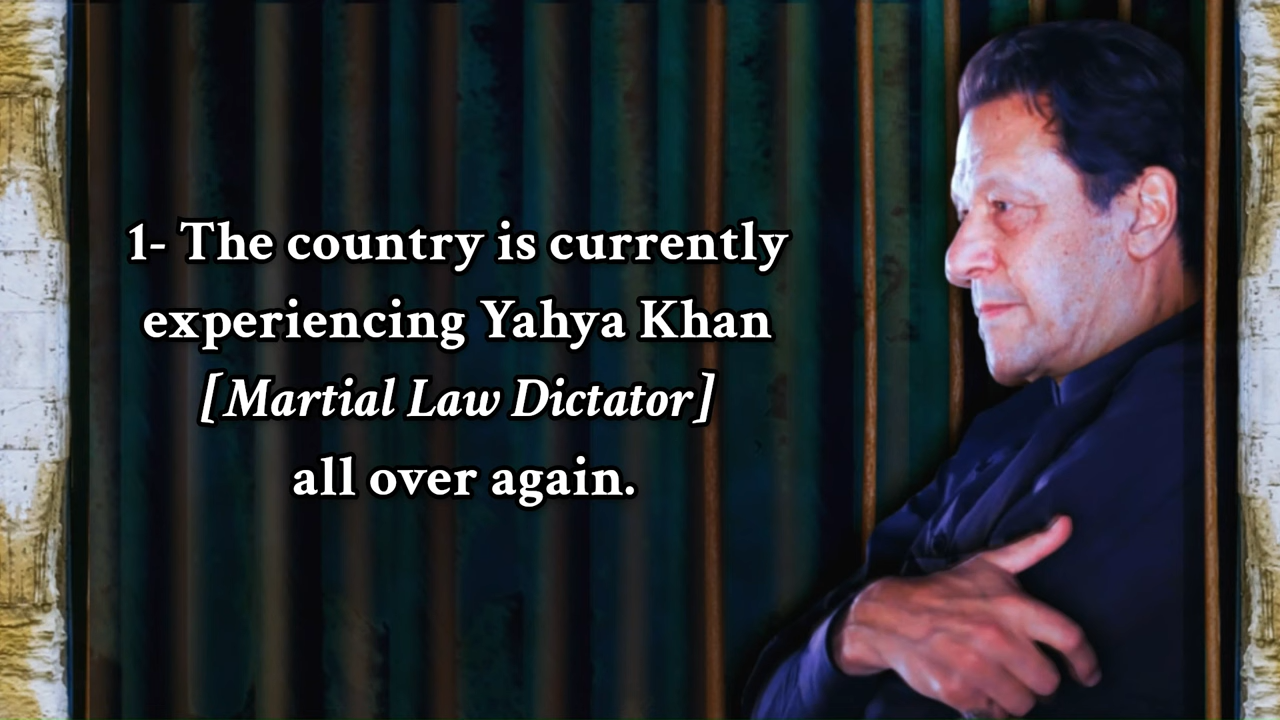 1- The country is currently
experiencing Yahya Khan
[Martial Law Dictator]
all over again.